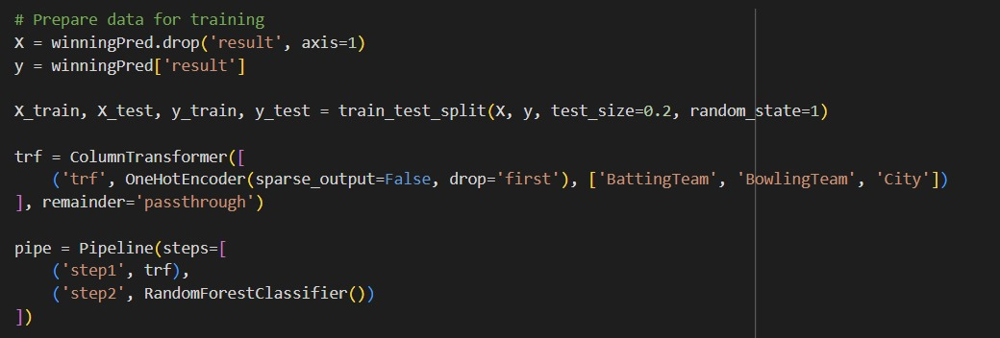 # Prepare data for training
X = winningPred.drop('result', axis=1)
y = winningPred['result']
X_train, X_test, y_train, y_test = train_test_split(X, y, test_size=0.2, random_state=1)
trf = ColumnTransformer([
    ('trf', OneHotEncoder(sparse_output=False, drop='first'), ['BattingTeam', 'BowlingTeam', 'City'])
], remainder='passthrough')
pipe = Pipeline(steps=[
    ('step1', trf),
    ('step2', RandomForestClassifier())
])